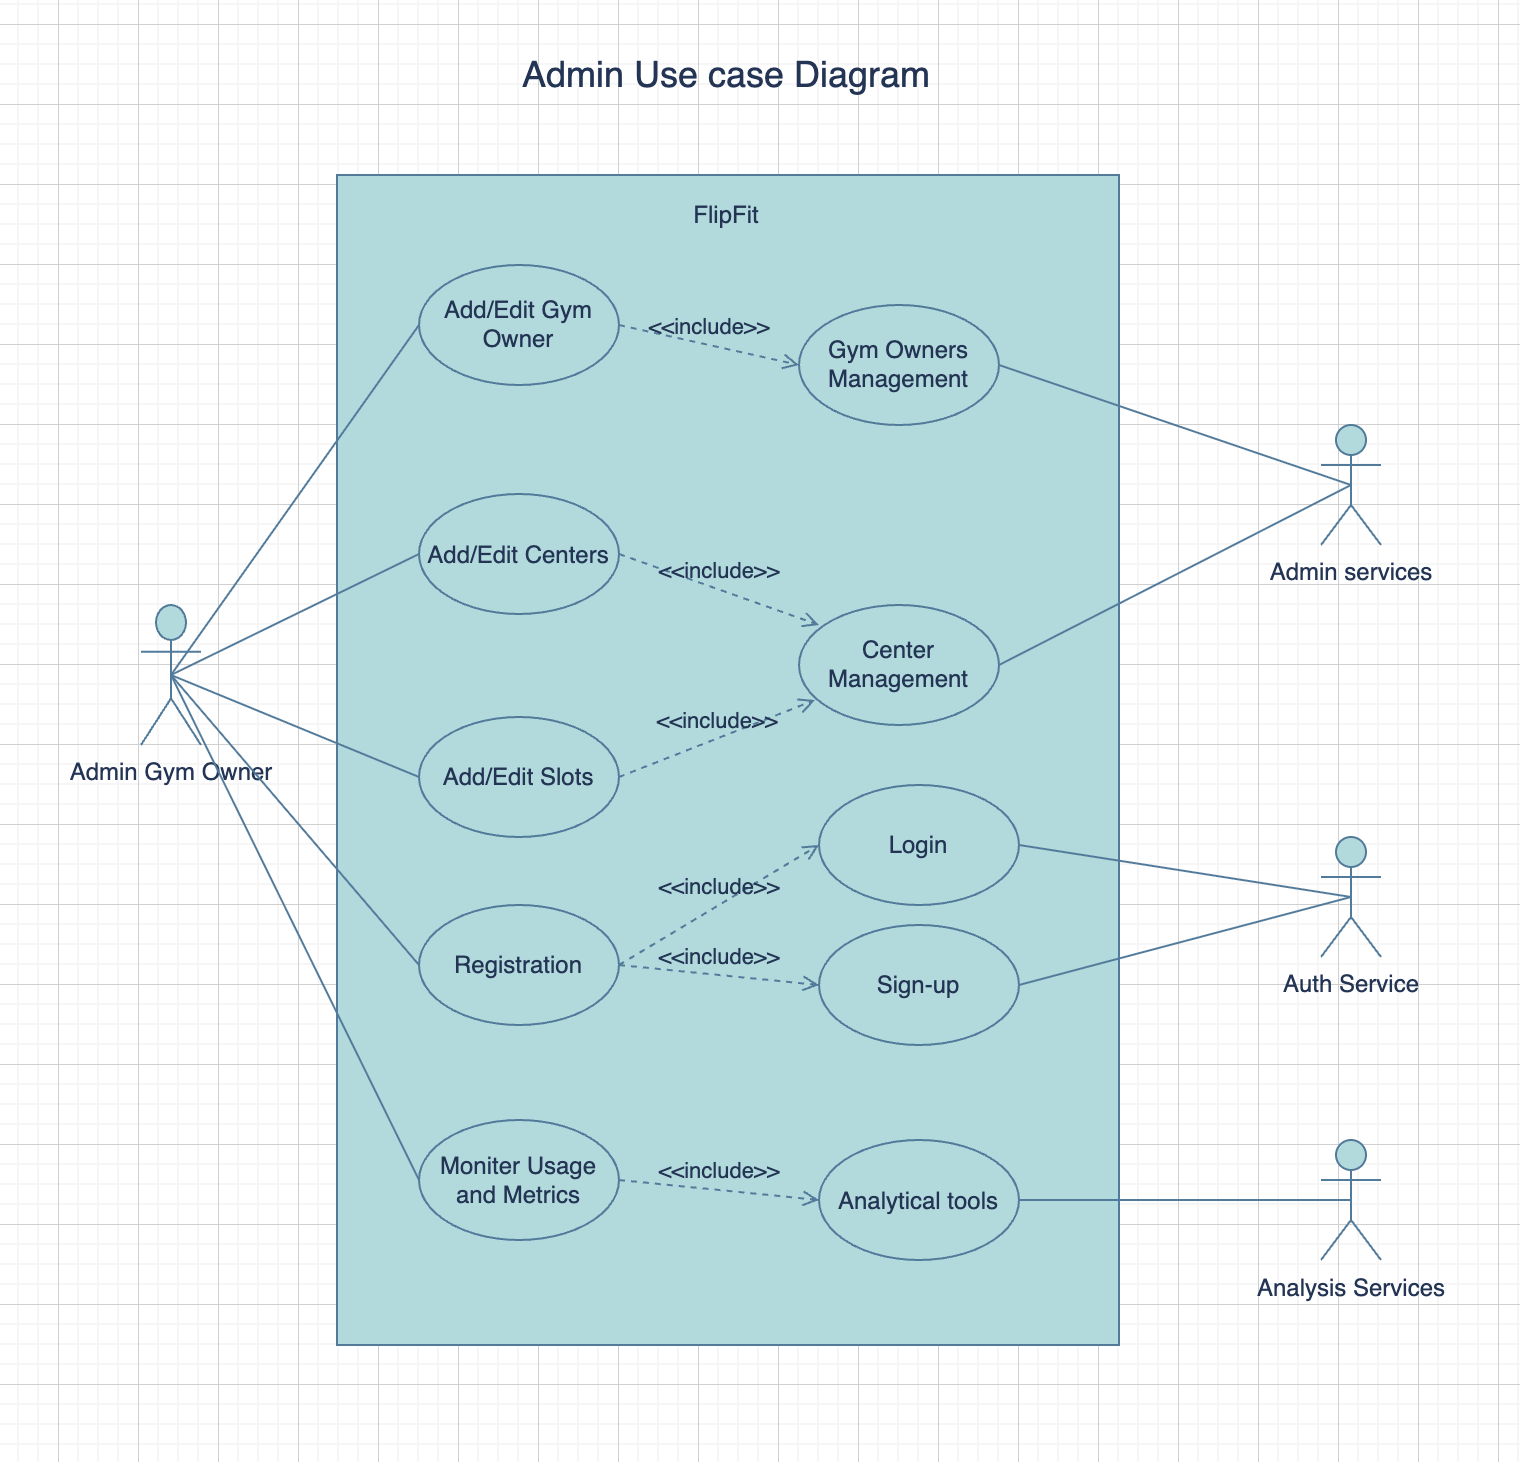 Admin Use case Diagram
FlipFit
Add/Edit Gym
Owner
<<include>>
Gym Owners
Management
Add/Edit Centers
<<include>>
Admin services
Center
Management
<<include>>
Add/Edit Slots
Admin Gym Owner
Login
<<include>>
Registration
<<include>>
Sign-up
Auth Service
Moniter Usage
and Metrics
<<include>>
Analytical tools
Analysis Services